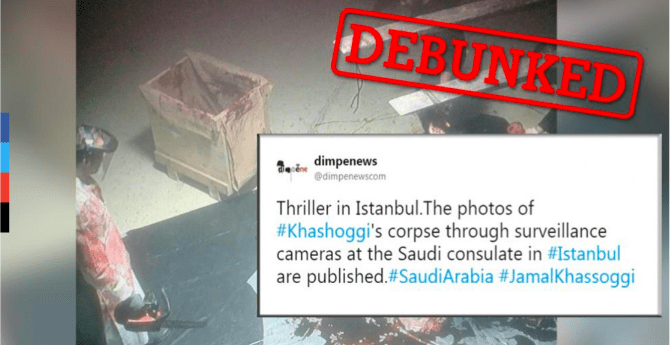 DEBUNKED
dimpenews
@dimpenewscom
Thriller in Istanbul.The photos of
#Khashoggi's corpse through surveillance
cameras at the Saudi consulate in #Istanbul
are published.#SaudiArabia #JamalKhassoggi